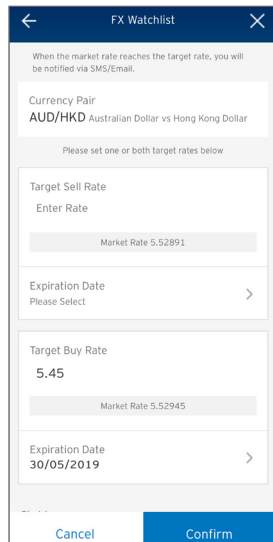 FX Watchlist
When the market rate reaches the target rate, you will
be notified via SMS/Email.
Currency Pair
AUD/HKD Australian Dollar vs Hong Kong Dollar
Please set one or both target rates below
Target Sell Rate
Enter Rate
Market Rate 5.52891
Expiration Date
Please Select
Target Buy Rate
5.45
Market Rate 5.52945
Expiration Date
30/05/2019
Cancel
Confirm